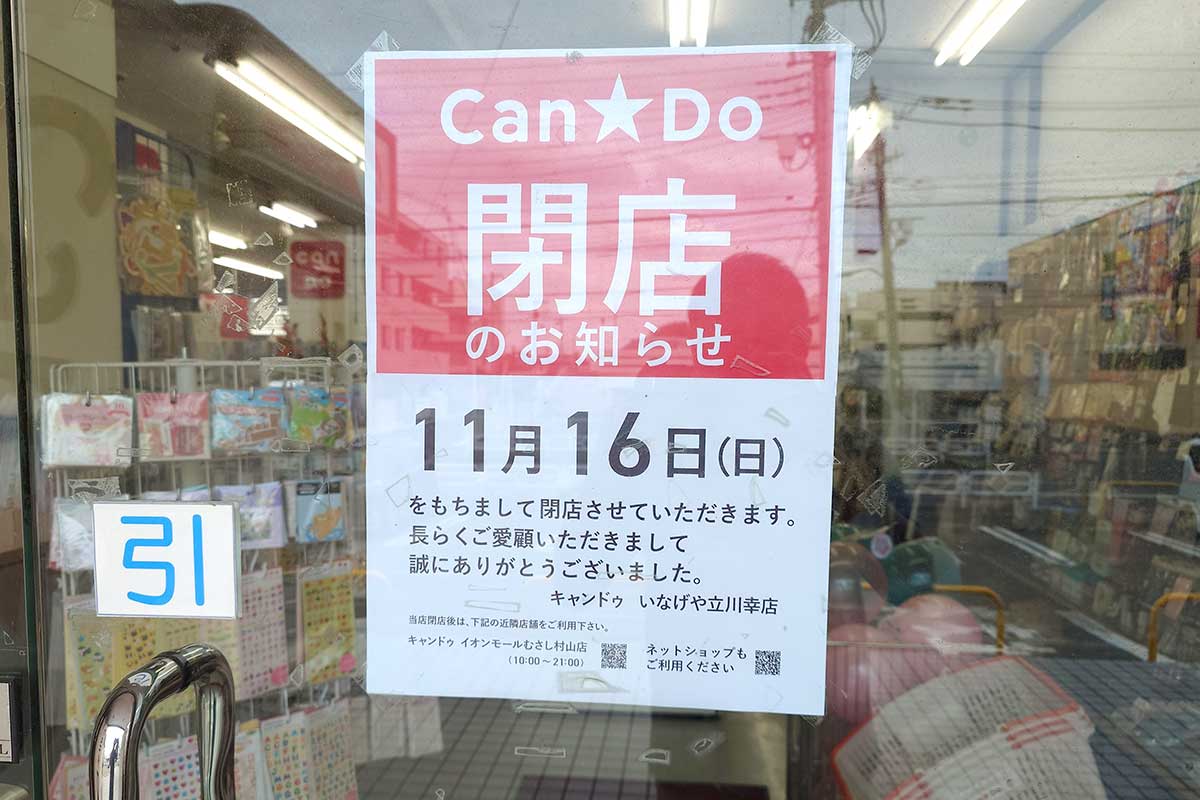 Can★Do
閉店
のお知らせ
11月16日(日)
をもちまして閉店させていただきます。
長らくご愛顧いただきまして
誠にありがとうございました。
キャンドゥ いなげや立川幸店
当店閉店後は、下記の近隣店舗をご利用下さい。
キャンドゥ イオンモールむさし村山店
(10:00〜21:00)
ネットショップも
ご利用ください
引
can